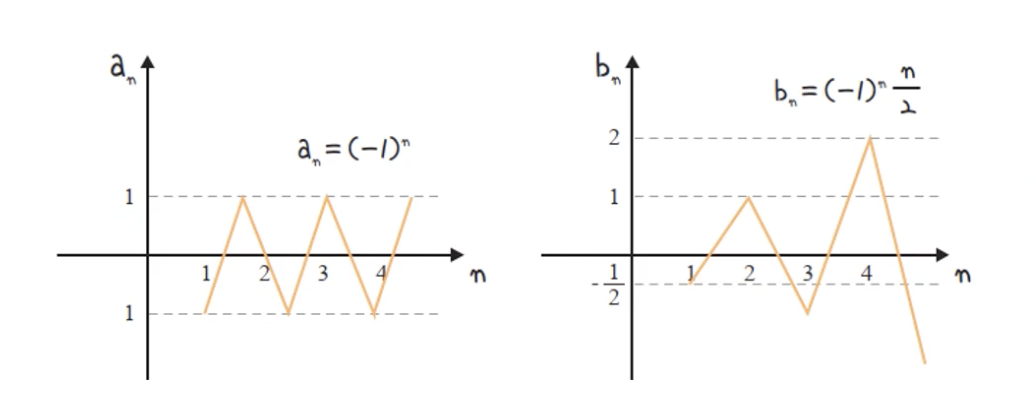 aₙ
aₙ = (-1)ⁿ
1
1 2 3 4 n
1
bₙ
bₙ = (-1)ⁿ n/2
2
1
1 2 3 4 n
-1/2